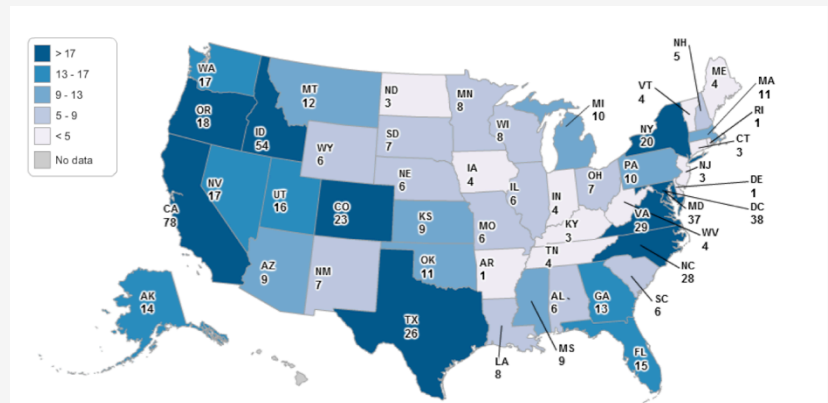 > 17
13 - 17
9 - 13
5 - 9
< 5
No data
WA
17
OR
18
CA
78
NV
17
ID
54
MT
12
WY
6
UT
16
CO
23
AZ
9
NM
7
ND
3
SD
7
NE
6
KS
9
OK
11
TX
26
MN
8
IA
4
MO
6
AR
1
LA
8
WI
8
IL
6
MI
10
IN
4
OH
7
KY
3
TN
4
MS
9
AL
6
GA
13
FL
15
SC
6
NC
28
VA
29
WV
4
PA
10
NY
20
VT
4
NH
5
ME
4
MA
11
RI
1
CT
3
NJ
3
DE
1
MD
37
DC
38
AK
14